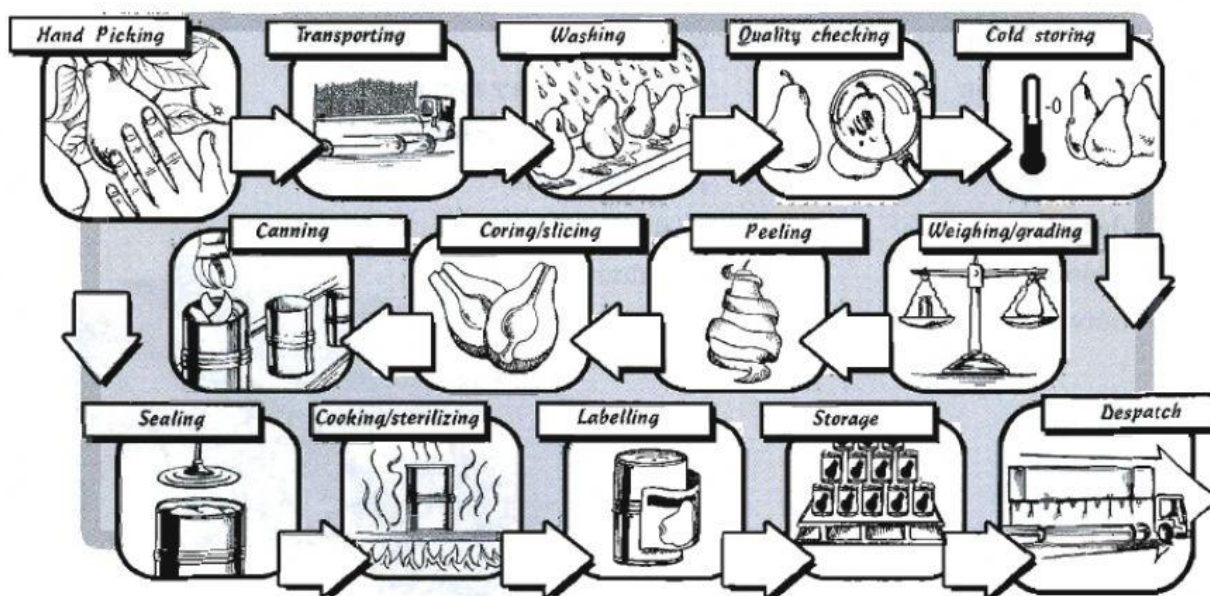 Hand Picking
Transporting
Washing
Quality checking
Cold storing
-0
Weighing/grading
Peeling
Coring/slicing
Canning
Sealing
Cooking/sterilizing
Labelling
Storage
Despatch